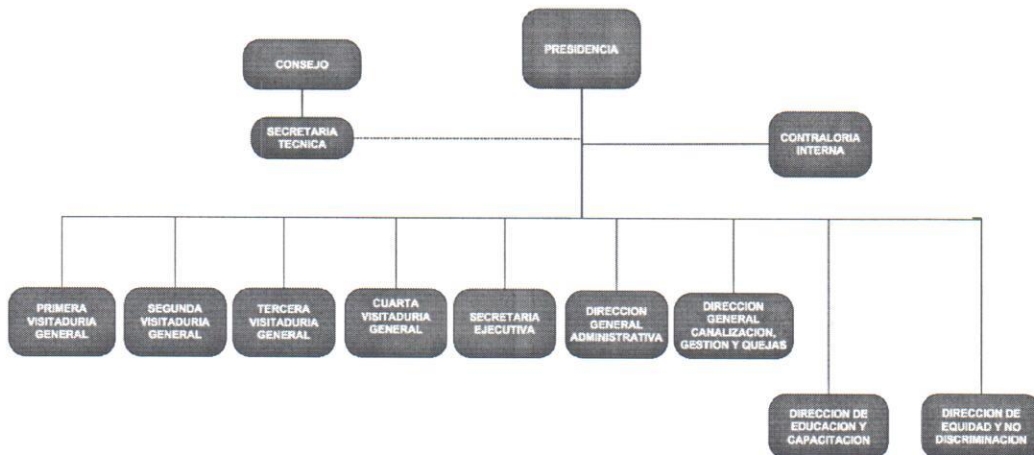 PRESIDENCIA
CONSEJO
SECRETARIA
TECNICA
CONTRALORIA
INTERNA
PRIMERA
VISITADURIA
GENERAL
SEGUNDA
VISITADURIA
GENERAL
TERCERA
VISITADURIA
GENERAL
CUARTA
VISITADURIA
GENERAL
SECRETARIA
EJECUTIVA
DIRECCION
GENERAL
ADMINISTRATIVA
DIRECCION
GENERAL
CANALIZACION,
GESTION Y QUEJAS
DIRECCION DE
EDUCACION Y
CAPACITACION
DIRECCION DE
EQUIDAD Y NO
DISCRIMINACION